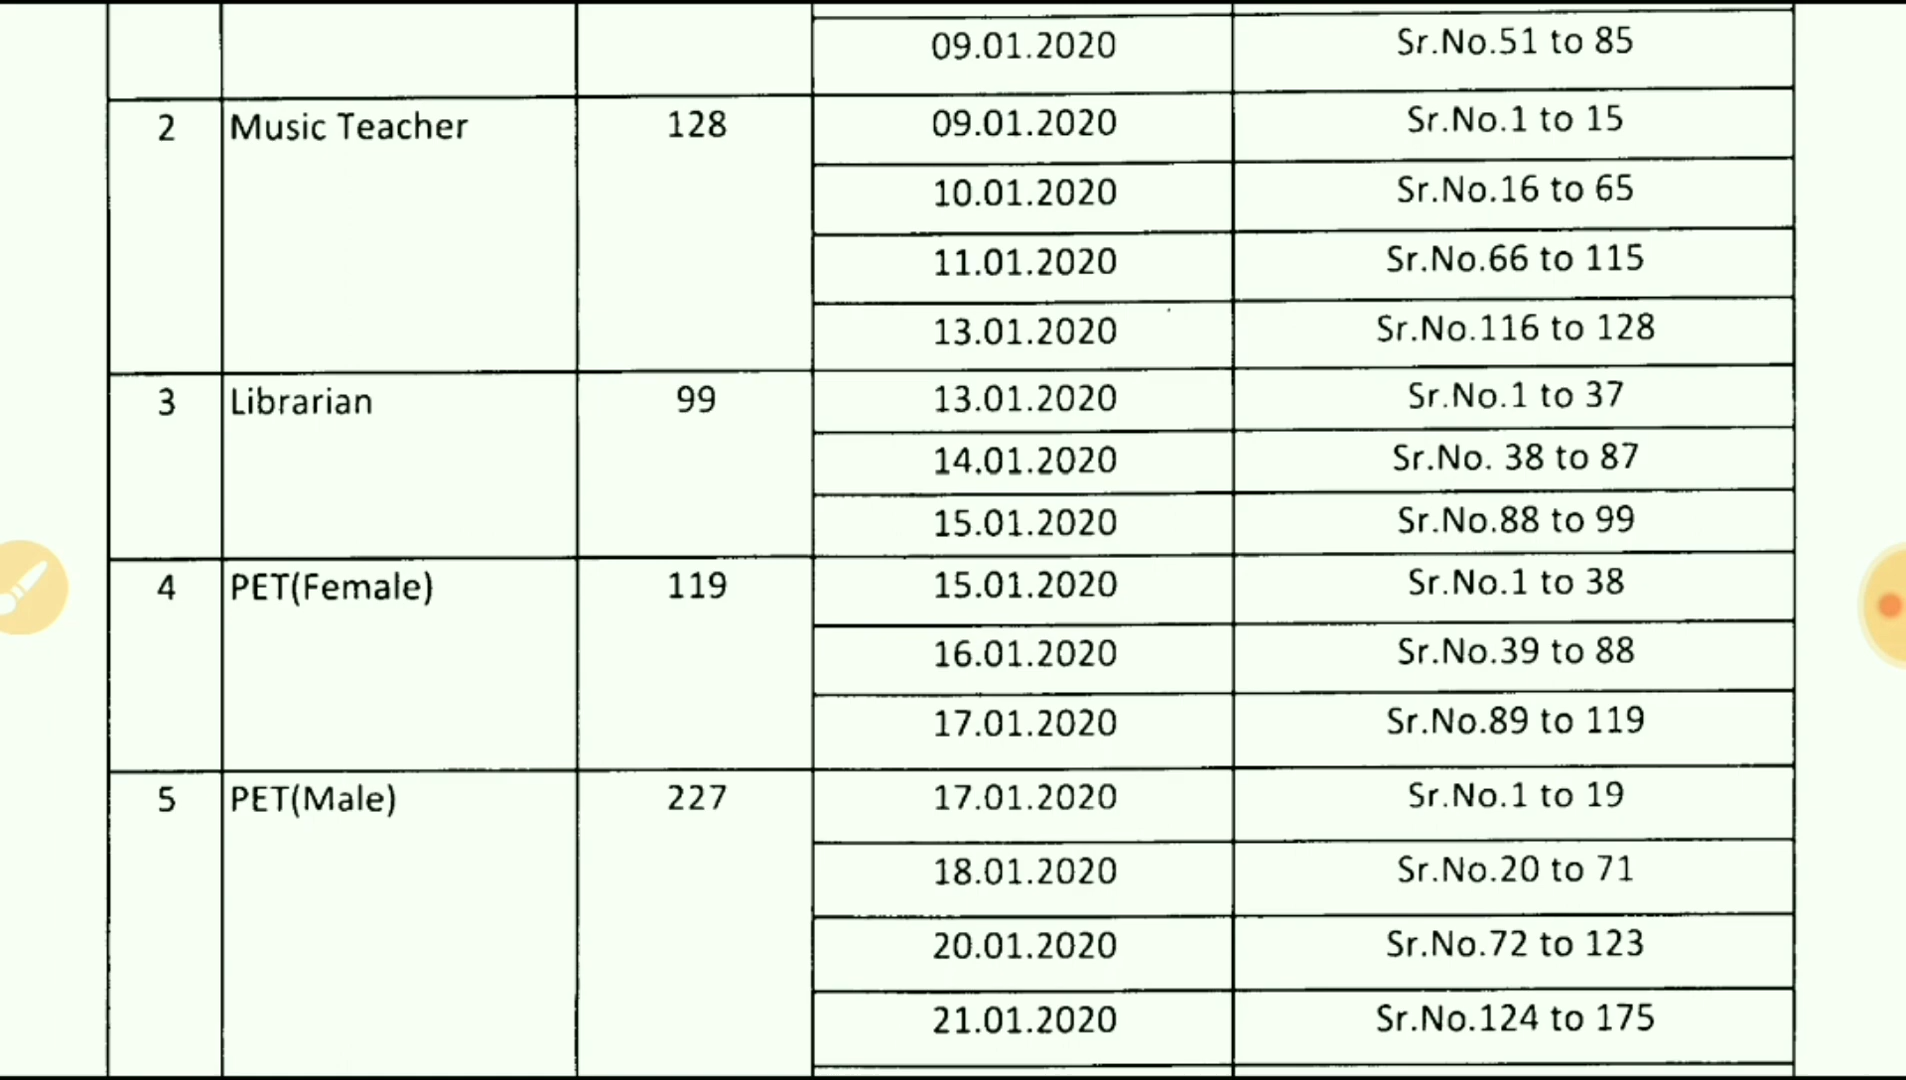 09.01.2020 Sr.No.51 to 85
2 Music Teacher 128 09.01.2020 Sr.No.1 to 15
10.01.2020 Sr.No.16 to 65
11.01.2020 Sr.No.66 to 115
13.01.2020 Sr.No.116 to 128
3 Librarian 99 13.01.2020 Sr.No.1 to 37
14.01.2020 Sr.No. 38 to 87
15.01.2020 Sr.No.88 to 99
4 PET(Female) 119 15.01.2020 Sr.No.1 to 38
16.01.2020 Sr.No.39 to 88
17.01.2020 Sr.No.89 to 119
5 PET(Male) 227 17.01.2020 Sr.No.1 to 19
18.01.2020 Sr.No.20 to 71
20.01.2020 Sr.No.72 to 123
21.01.2020 Sr.No.124 to 175